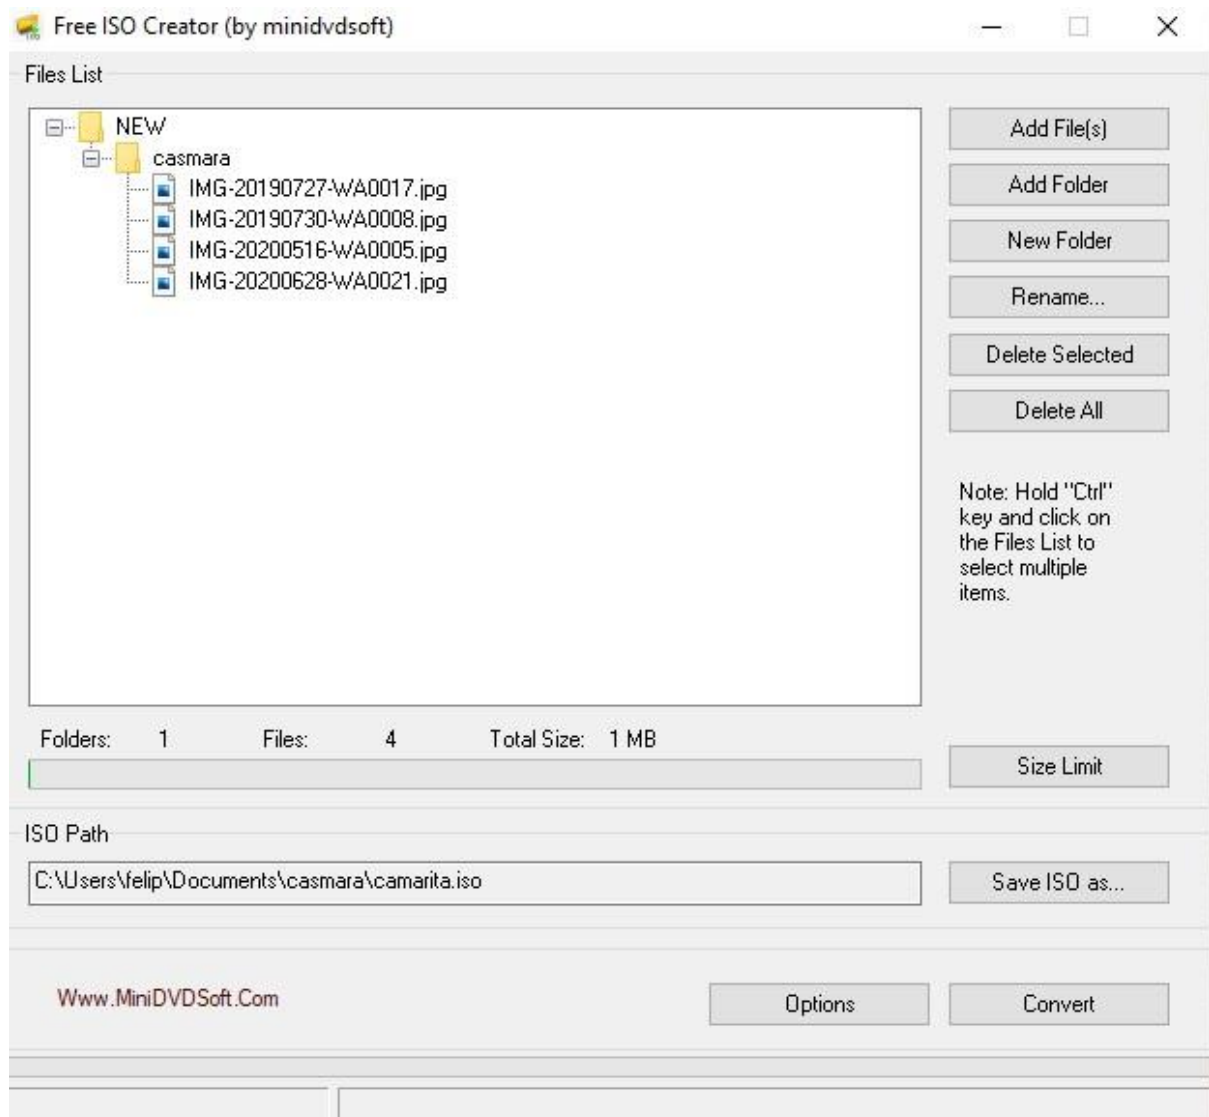 Free ISO Creator (by minidvdsoft)
Files List
NEW
casmara
IMG-20190727-WA0017.jpg
IMG-20190730-WA0008.jpg
IMG-20200516-WA0005.jpg
IMG-20200628-WA0021.jpg
Add File(s)
Add Folder
New Folder
Rename...
Delete Selected
Delete All
Note: Hold "Ctrl"
key and click on
the Files List to
select multiple
items.
Folders: 1 Files: 4 Total Size: 1 MB
Size Limit
ISO Path
C:\Users\felip\Documents\casmara\camarita.iso
Save ISO as...
Www.MiniDVDSoft.Com
Options
Convert